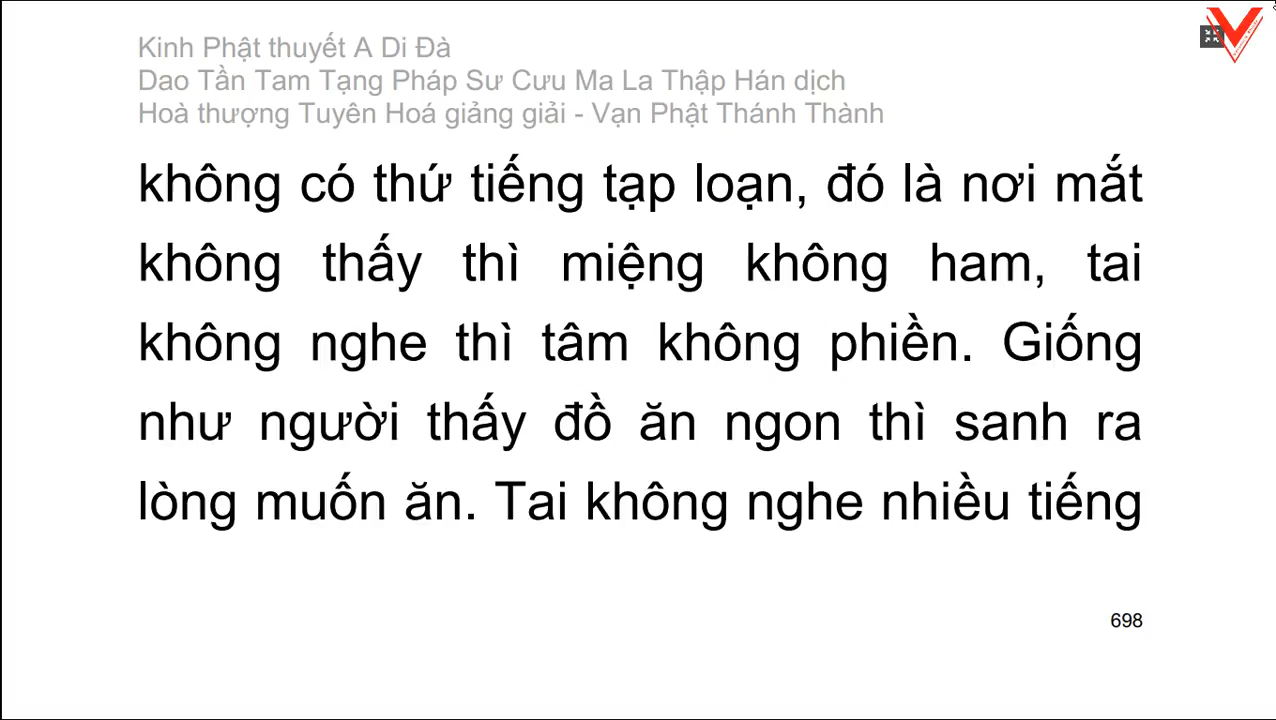 Kinh Phật thuyết A Di Đà
Dao Tần Tam Tạng Pháp Sư Cưu Ma La Thập Hán dịch
Hoà thượng Tuyên Hoá giảng giải - Vạn Phật Thánh Thành
không có thứ tiếng tạp loạn, đó là nơi mắt
không thấy thì miệng không ham, tai
không nghe thì tâm không phiền. Giống
như người thấy đồ ăn ngon thì sanh ra
lòng muốn ăn. Tai không nghe nhiều tiếng
698